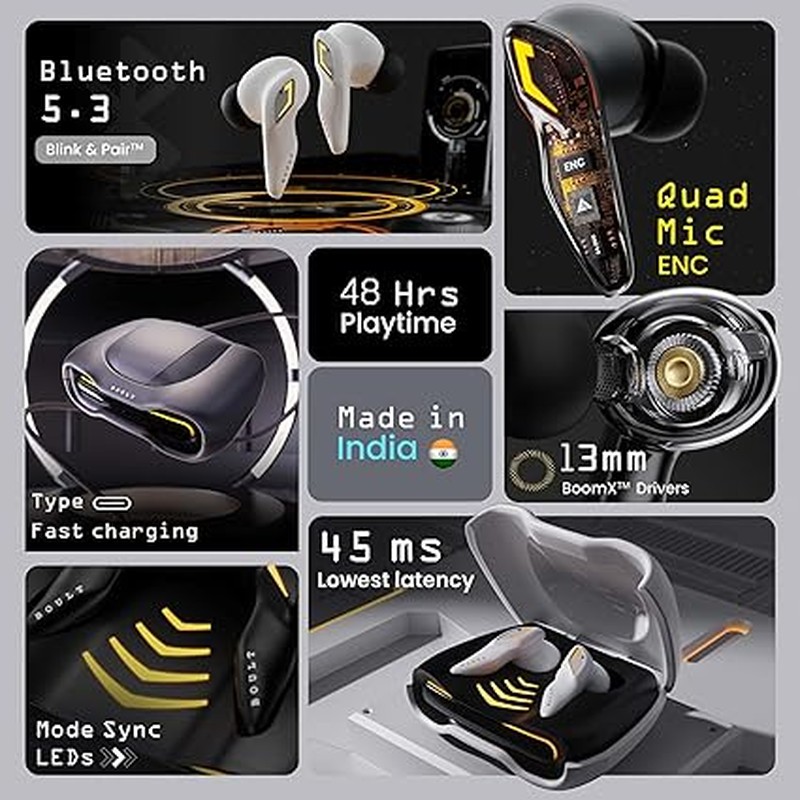 Bluetooth
5.3
Blink & Pair™
ENC
Quad
Mic
ENC
48 Hrs
Playtime
BOULT
Type
Fast charging
Made in
India
13mm
BoomX™ Drivers
45 ms
Lowest latency
BOULT
BOULT
Mode Sync
LEDs